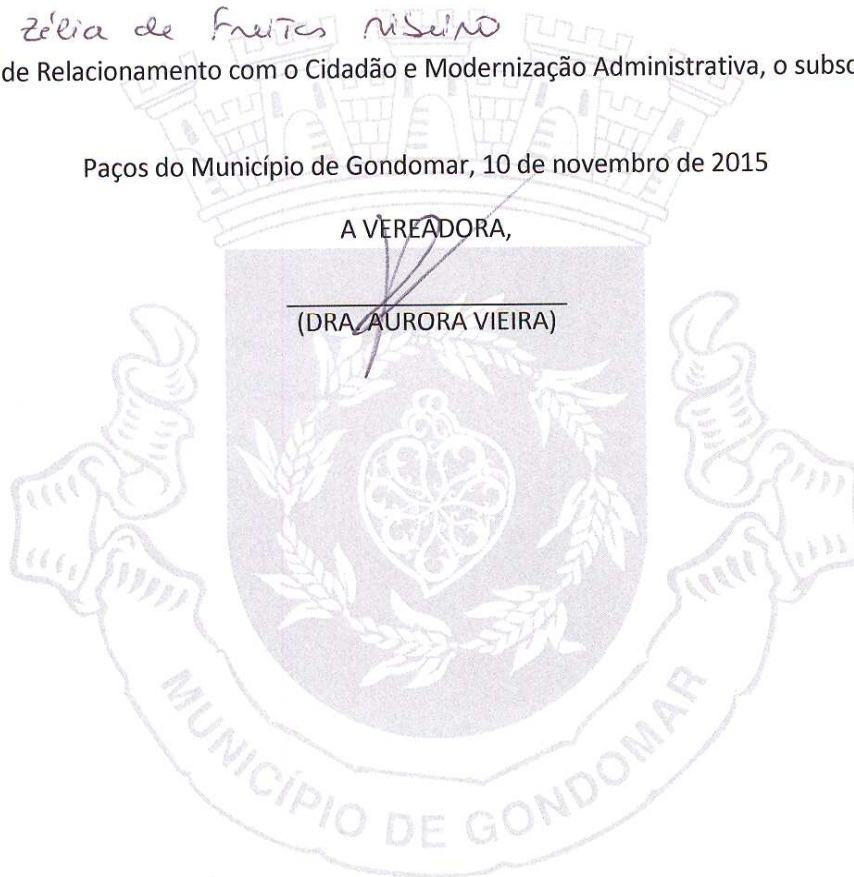 Zélia de Freitas Ribeiro
de Relacionamento com o Cidadão e Modernização Administrativa, o subsc
Paços do Município de Gondomar, 10 de novembro de 2015
A VEREADORA,
(DRA. AURORA VIEIRA)
MUNICÍPIO DE GONDOMAR